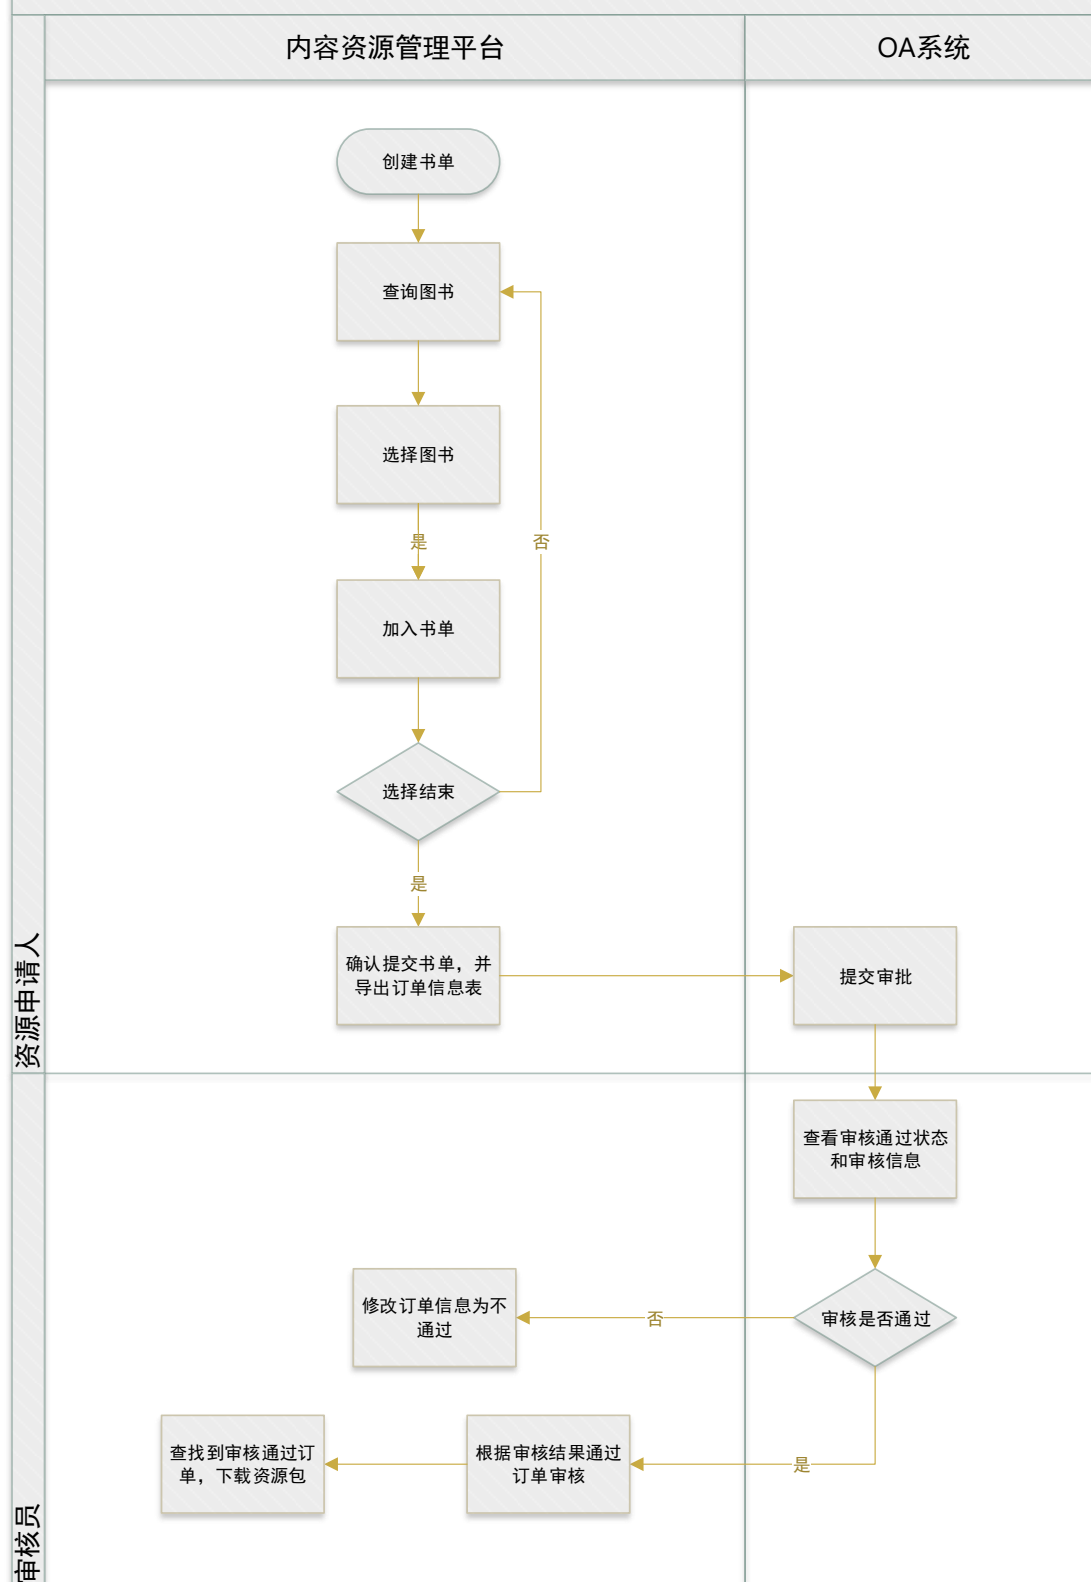 内容资源管理平台
OA系统
创建书单
查询图书
选择图书
是
否
加入书单
选择结束
是
确认提交书单，并
导出订单信息表
提交审批
资源申请人
查看审核通过状态
和审核信息
修改订单信息为不
通过
否
审核是否通过
查找到审核通过订
单，下载资源包
根据审核结果通过
订单审核
是
审核员